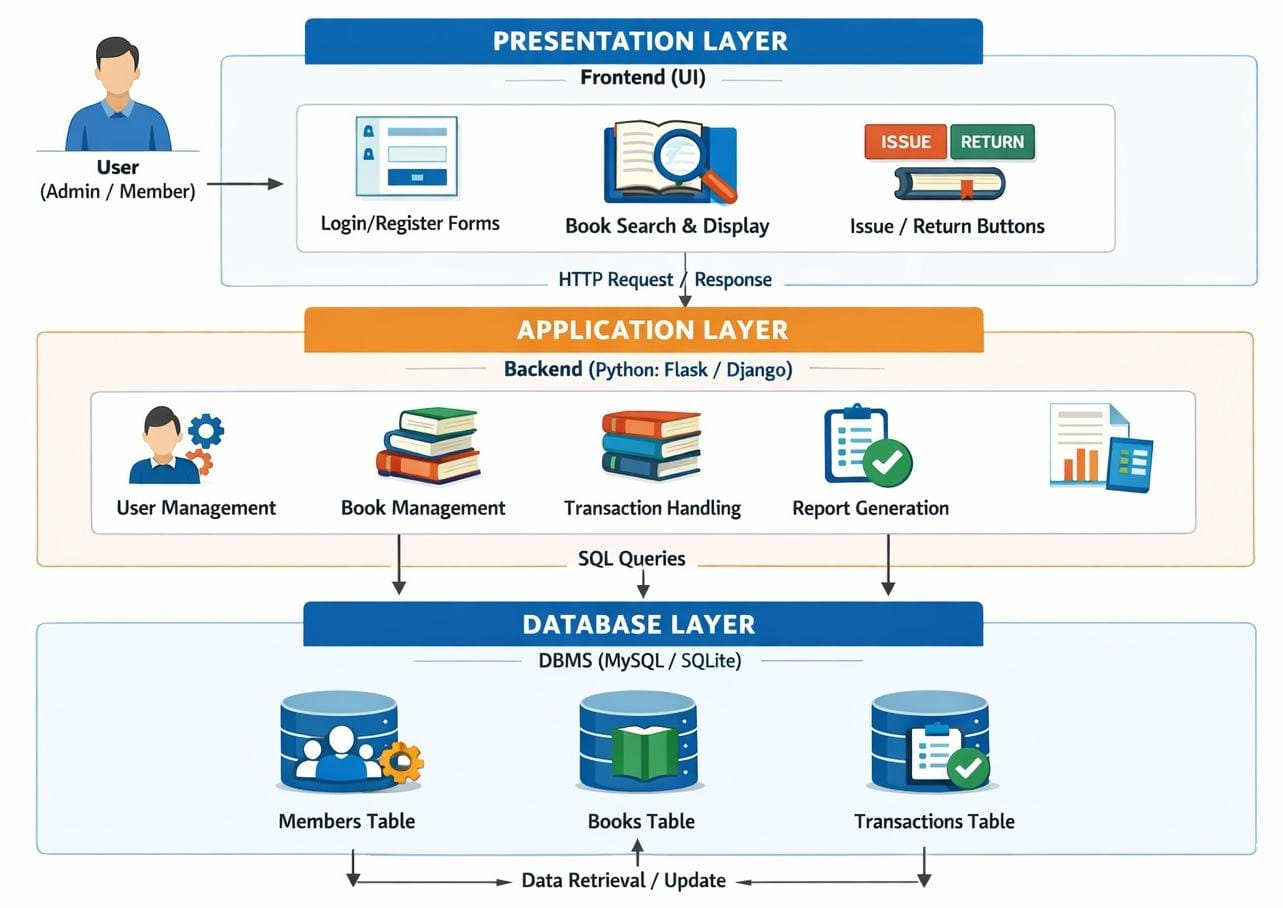 PRESENTATION LAYER
Frontend (UI)
User
(Admin / Member)
ISSUE
RETURN
Login/Register Forms
Book Search & Display
Issue / Return Buttons
HTTP Request / Response
APPLICATION LAYER
Backend (Python: Flask / Django)
User Management
Book Management
Transaction Handling
Report Generation
SQL Queries
DATABASE LAYER
DBMS (MySQL / SQLite)
Members Table
Books Table
Transactions Table
Data Retrieval / Update